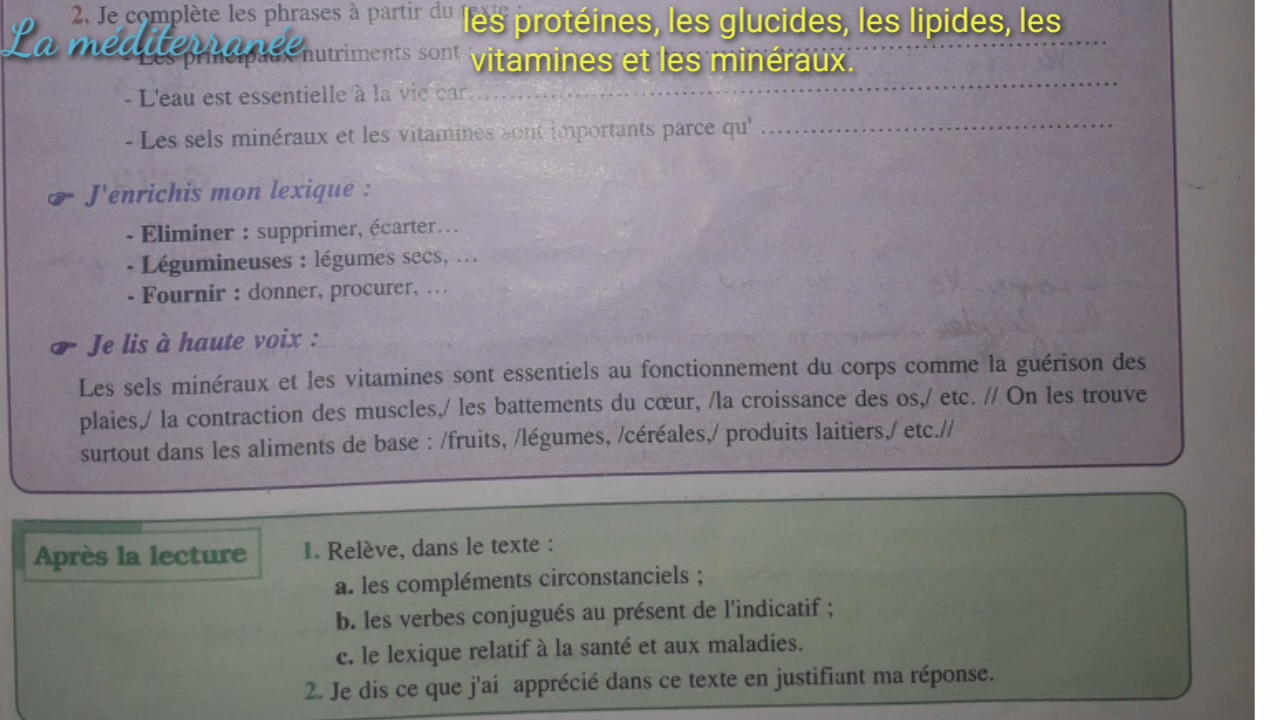 2. Je complète les phrases à partir du texte :
les protéines, les glucides, les lipides, les
La méditerranée
- Les principaux nutriments sont
vitamines et les minéraux.
- L'eau est essentielle à la vie car
- Les sels minéraux et les vitamines sont importants parce qu'
J'enrichis mon lexique :
- Eliminer : supprimer, écarter…
- Légumineuses : légumes secs, …
- Fournir : donner, procurer, …
Je lis à haute voix :
Les sels minéraux et les vitamines sont essentiels au fonctionnement du corps comme la guérison des
plaies,/ la contraction des muscles,/ les battements du cœur, /la croissance des os,/ etc. // On les trouve
surtout dans les aliments de base : /fruits, /légumes, /céréales,/ produits laitiers,/ etc.//
Après la lecture
1. Relève, dans le texte :
a. les compléments circonstanciels ;
b. les verbes conjugués au présent de l'indicatif ;
c. le lexique relatif à la santé et aux maladies.
2. Je dis ce que j'ai apprécié dans ce texte en justifiant ma réponse.